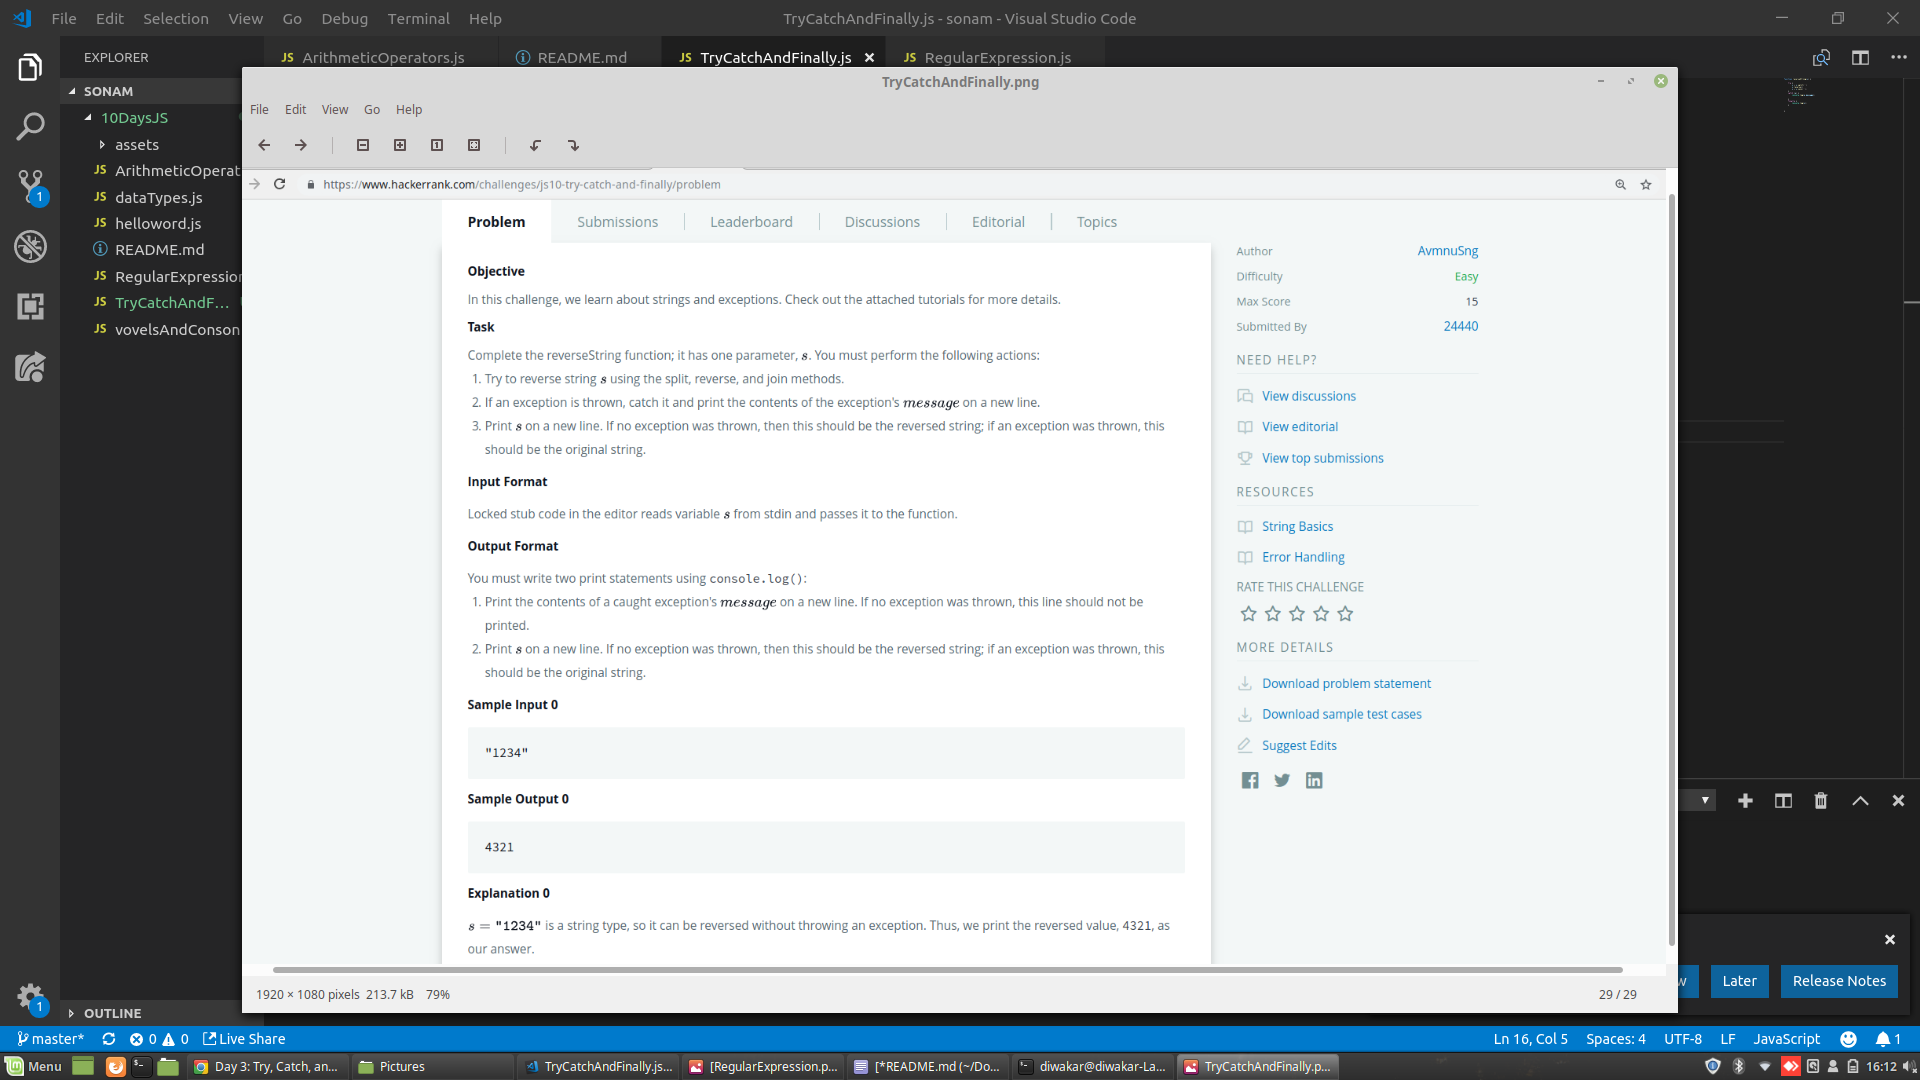 File Edit Selection View Go Debug Terminal Help
TryCatchAndFinally.js - sonam - Visual Studio Code
EXPLORER
JS ArithmeticOperators.js
README.md
JS TryCatchAndFinally.js
JS RegularExpression.js
SONAM
10DaysJS
assets
JS ArithmeticOperat
JS dataTypes.js
JS helloword.js
README.md
JS RegularExpression
JS TryCatchAndF...
JS vovelsAndConson
1
TryCatchAndFinally.png
File Edit View Go Help
https://www.hackerrank.com/challenges/js10-try-catch-and-finally/problem
Problem Submissions Leaderboard Discussions Editorial Topics
Objective
In this challenge, we learn about strings and exceptions. Check out the attached tutorials for more details.
Task
Complete the reverseString function; it has one parameter, s. You must perform the following actions:
1. Try to reverse string s using the split, reverse, and join methods.
2. If an exception is thrown, catch it and print the contents of the exception's message on a new line.
3. Print s on a new line. If no exception was thrown, then this should be the reversed string; if an exception was thrown, this
should be the original string.
Input Format
Locked stub code in the editor reads variable s from stdin and passes it to the function.
Output Format
You must write two print statements using console.log():
1. Print the contents of a caught exception's message on a new line. If no exception was thrown, this line should not be
printed.
2. Print s on a new line. If no exception was thrown, then this should be the reversed string; if an exception was thrown, this
should be the original string.
Sample Input 0
"1234"
Sample Output 0
4321
Explanation 0
s = "1234" is a string type, so it can be reversed without throwing an exception. Thus, we print the reversed value, 4321, as
our answer.
Author AvmnuSng
Difficulty Easy
Max Score 15
Submitted By 24440
NEED HELP?
View discussions
View editorial
View top submissions
RESOURCES
String Basics
Error Handling
RATE THIS CHALLENGE
MORE DETAILS
Download problem statement
Download sample test cases
Suggest Edits
1920 × 1080 pixels 213.7 kB 79%
29 / 29
w
Later
Release Notes
1
OUTLINE
master*
0 0
Live Share
Ln 16, Col 5 Spaces: 4 UTF-8 LF JavaScript 1
Menu
Day 3: Try, Catch, an...
Pictures
TryCatchAndFinally.js...
[RegularExpression.p...
[*README.md (~/Do...
diwakar@diwakar-La...
TryCatchAndFinally.p...
16:12